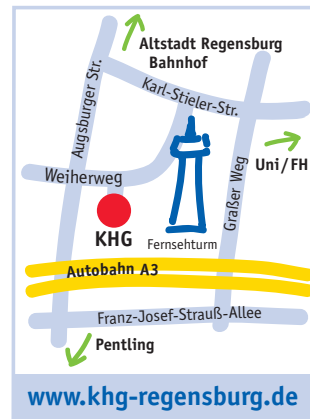 Altstadt Regensburg
Bahnhof
Augsburger Str.
Karl-Stieler-Str.
Uni/FH
Weiherweg
Graßer Weg
KHG
Fernsehturm
Autobahn A3
Franz-Josef-Strauß-Allee
Pentling
www.khg-regensburg.de